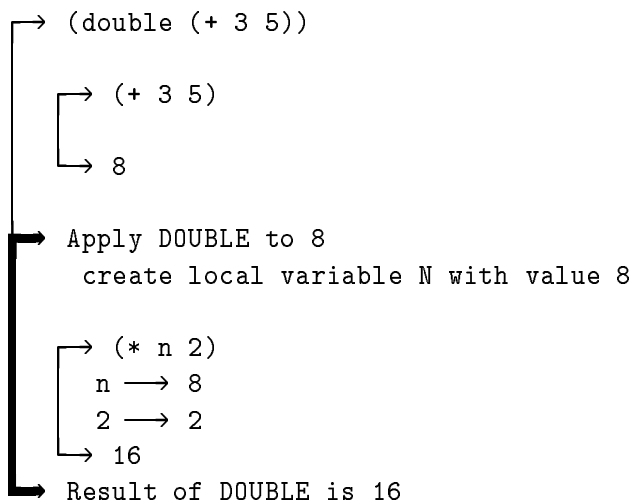 (double (+ 3 5))
(+ 3 5)
8
Apply DOUBLE to 8
create local variable N with value 8
(* n 2)
n → 8
2 → 2
16
Result of DOUBLE is 16